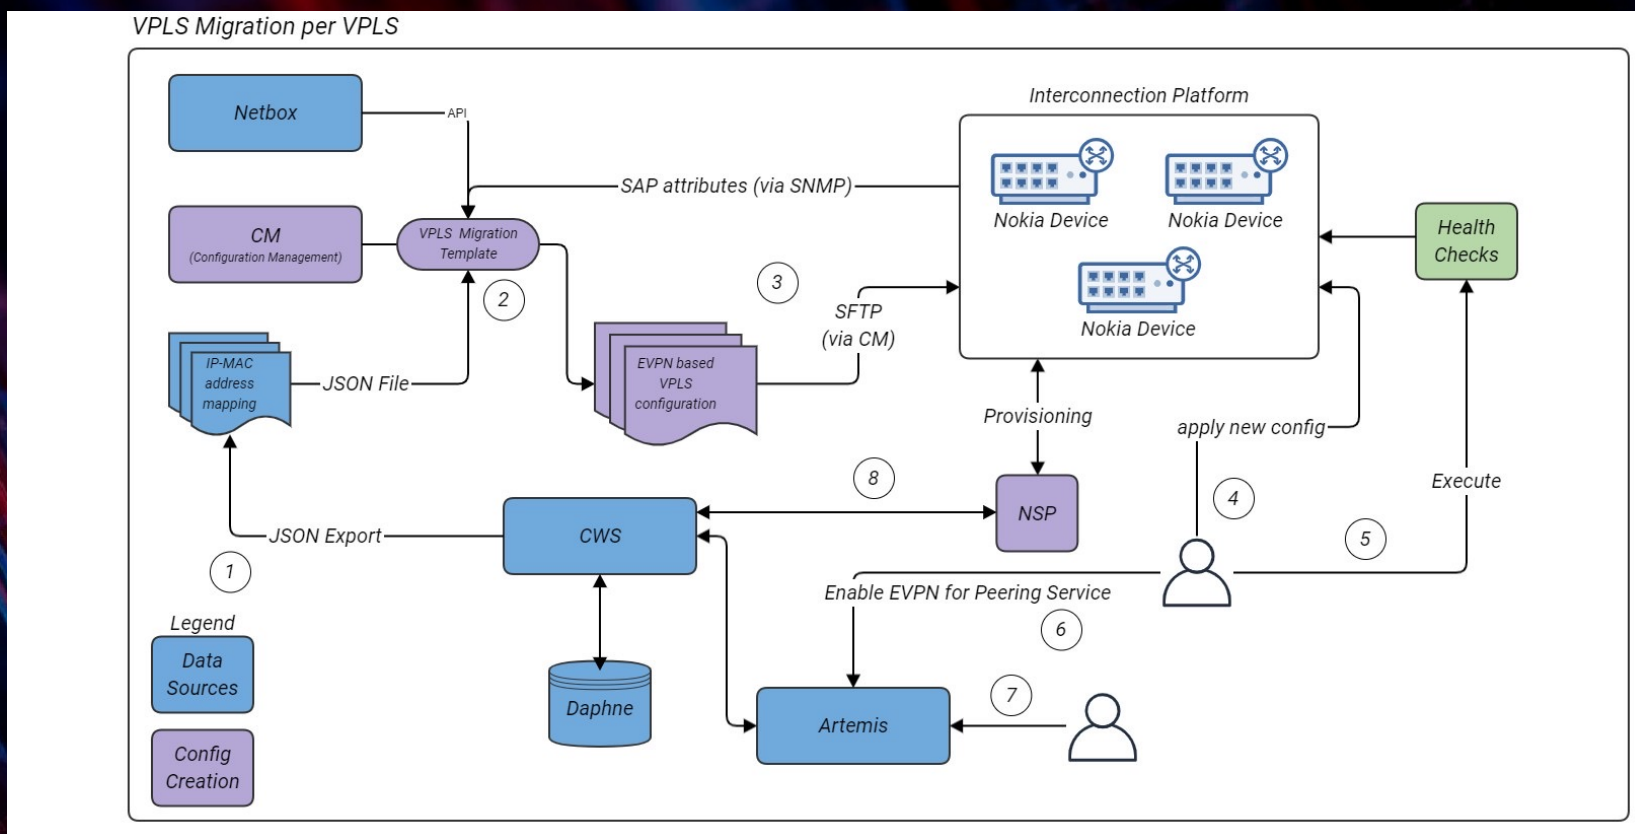 VPLS Migration per VPLS
Netbox
API
Interconnection Platform
SAP attributes (via SNMP)
Nokia Device
Nokia Device
Nokia Device
CM
(Configuration Management)
VPLS Migration
Template
2
3
SFTP
(via CM)
Health
Checks
IP-MAC
address
mapping
JSON File
EVPN based
VPLS
configuration
Provisioning
apply new config
Execute
8
4
5
NSP
CWS
JSON Export
1
Enable EVPN for Peering Service
6
Legend
Data
Sources
Daphne
7
Artemis
Config
Creation